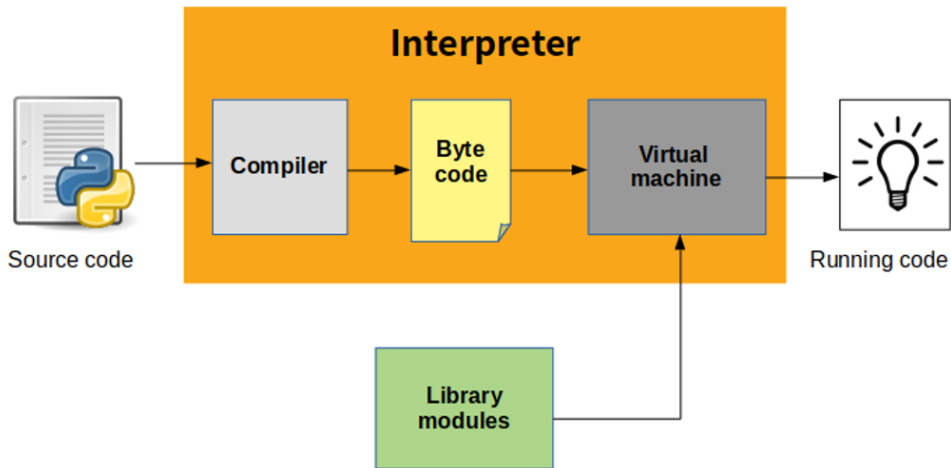 Interpreter
Compiler
Byte
code
Virtual
machine
Source code
Running code
Library
modules